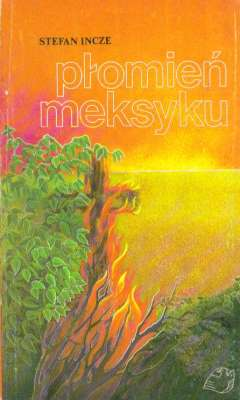 STEFAN INCZE
płomień
meksyku